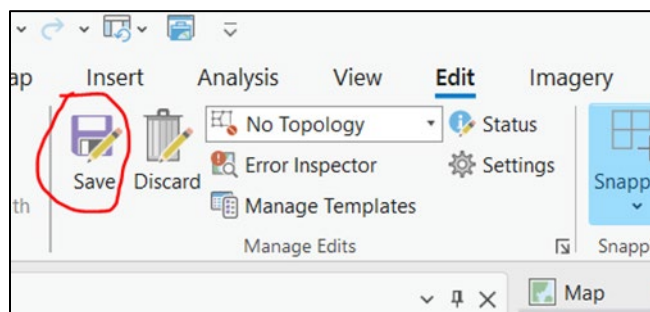 ap Insert Analysis View Edit Imagery
No Topology Status
Save Discard Error Inspector Settings Snapp
th Manage Templates
Manage Edits Snapp
Map